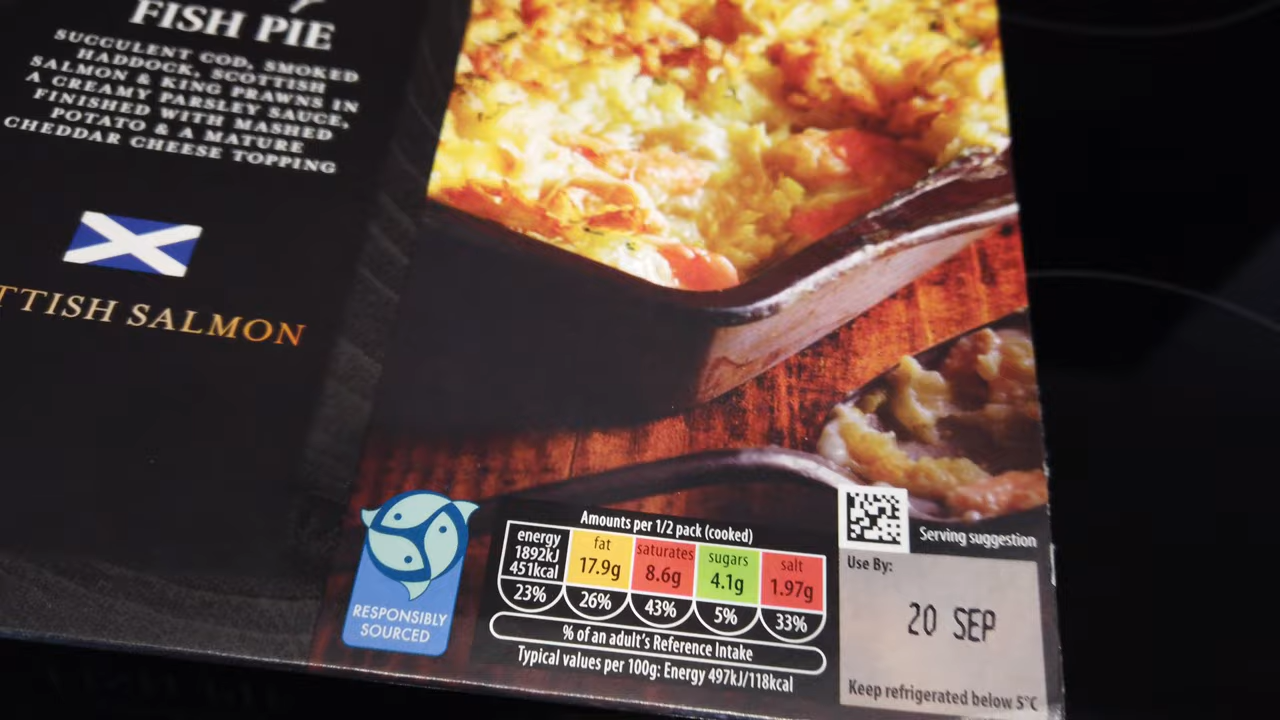 FISH PIE
SUCCULENT COD, SMOKED
HADDOCK, SCOTTISH
SALMON & KING PRAWNS IN
A CREAMY PARSLEY SAUCE,
FINISHED WITH MASHED
POTATO & A MATURE
CHEDDAR CHEESE TOPPING
TTISH SALMON
RESPONSIBLY
SOURCED
Amounts per 1/2 pack (cooked)
energy
1892kJ
451kcal
23%
fat
17.9g
26%
saturates
8.6g
43%
sugars
4.1g
5%
salt
1.97g
33%
% of an adult's Reference Intake
Typical values per 100g: Energy 497kJ/118kcal
Serving suggestion
Use By:
20 SEP
Keep refrigerated below 5°C